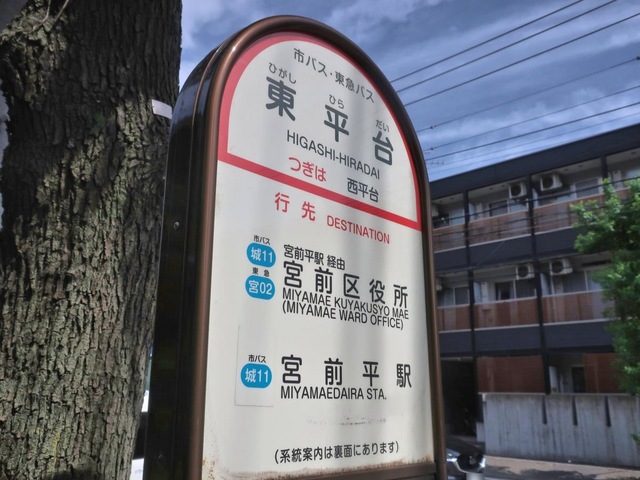 市バス・東急バス
ひがし ひら だい
東平台
HIGASHI-HIRADAI
つぎは 西平台
行先 DESTINATION
市バス
城11 宮前平駅 経由
東急
宮02 宮前区役所
MIYAMAE KUYAKUSYO MAE
(MIYAMAE WARD OFFICE)
市バス
城11 宮前平駅
MIYAMAEDAIRA STA.
(系統案内は裏面にあります)